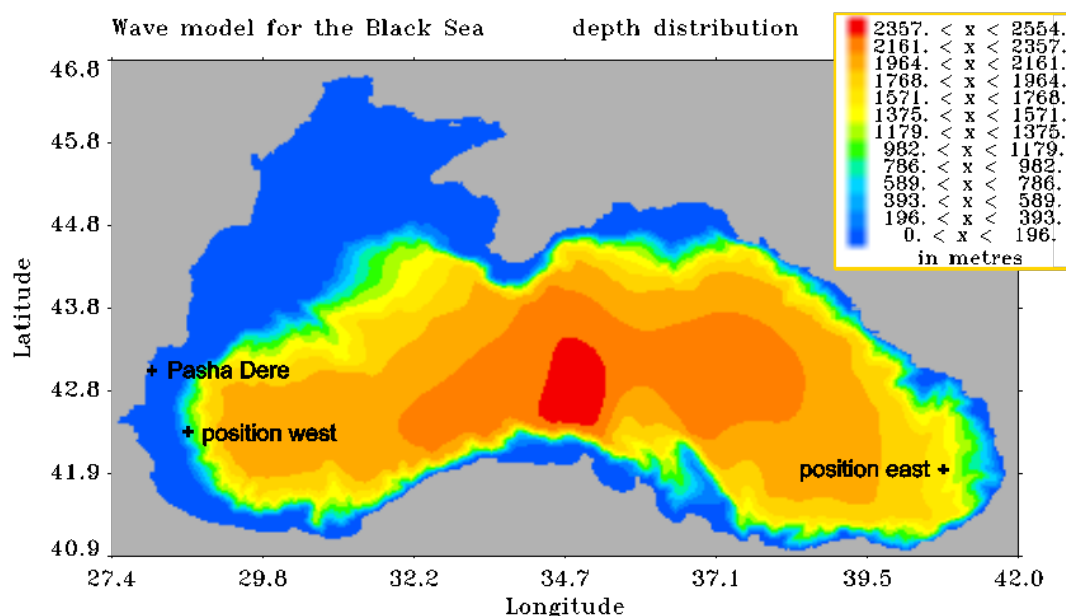 Wave model for the Black Sea depth distribution
2357. < x < 2554.
2161. < x < 2357.
1964. < x < 2161.
1768. < x < 1964.
1571. < x < 1768.
1375. < x < 1571.
1179. < x < 1375.
982. < x < 1179.
786. < x < 982.
589. < x < 786.
393. < x < 589.
196. < x < 393.
0. < x < 196.
in metres
Latitude
46.8
45.8
44.8
43.8
42.8
41.9
40.9
Pasha Dere
position west
position east
27.4 29.8 32.2 34.7 37.1 39.5 42.0
Longitude